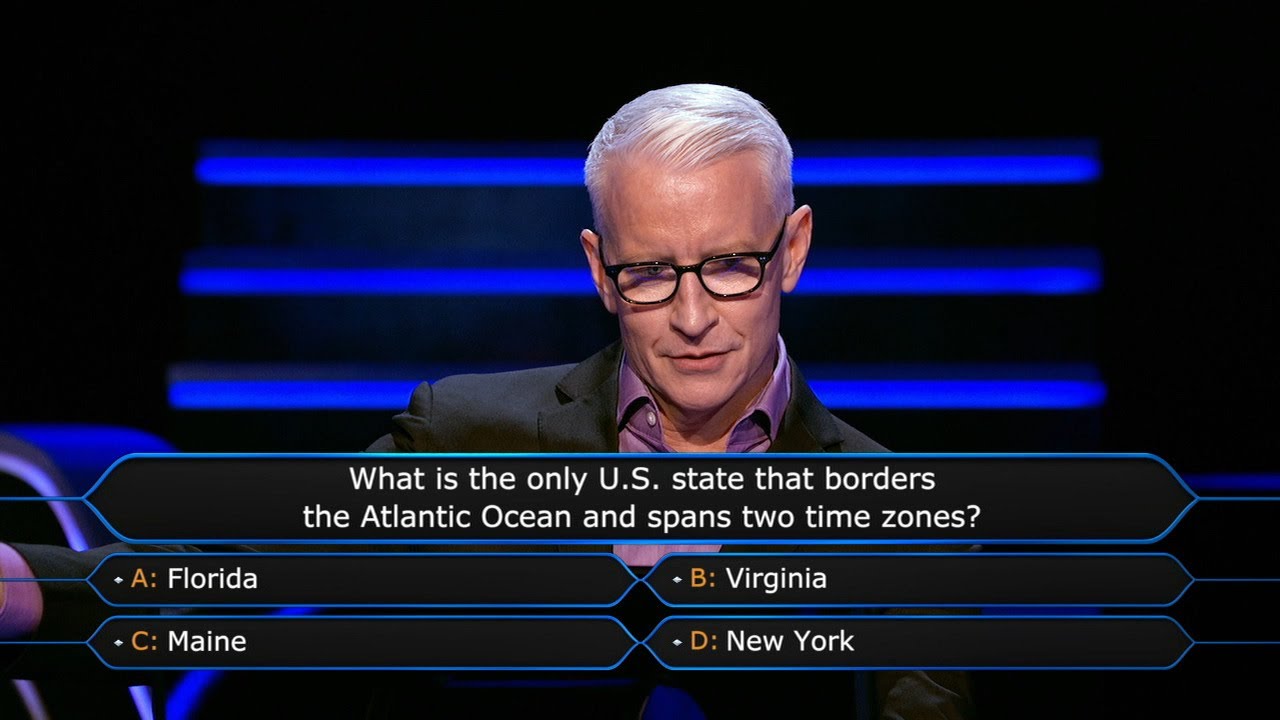 What is the only U.S. state that borders
the Atlantic Ocean and spans two time zones?
A: Florida
B: Virginia
C: Maine
D: New York